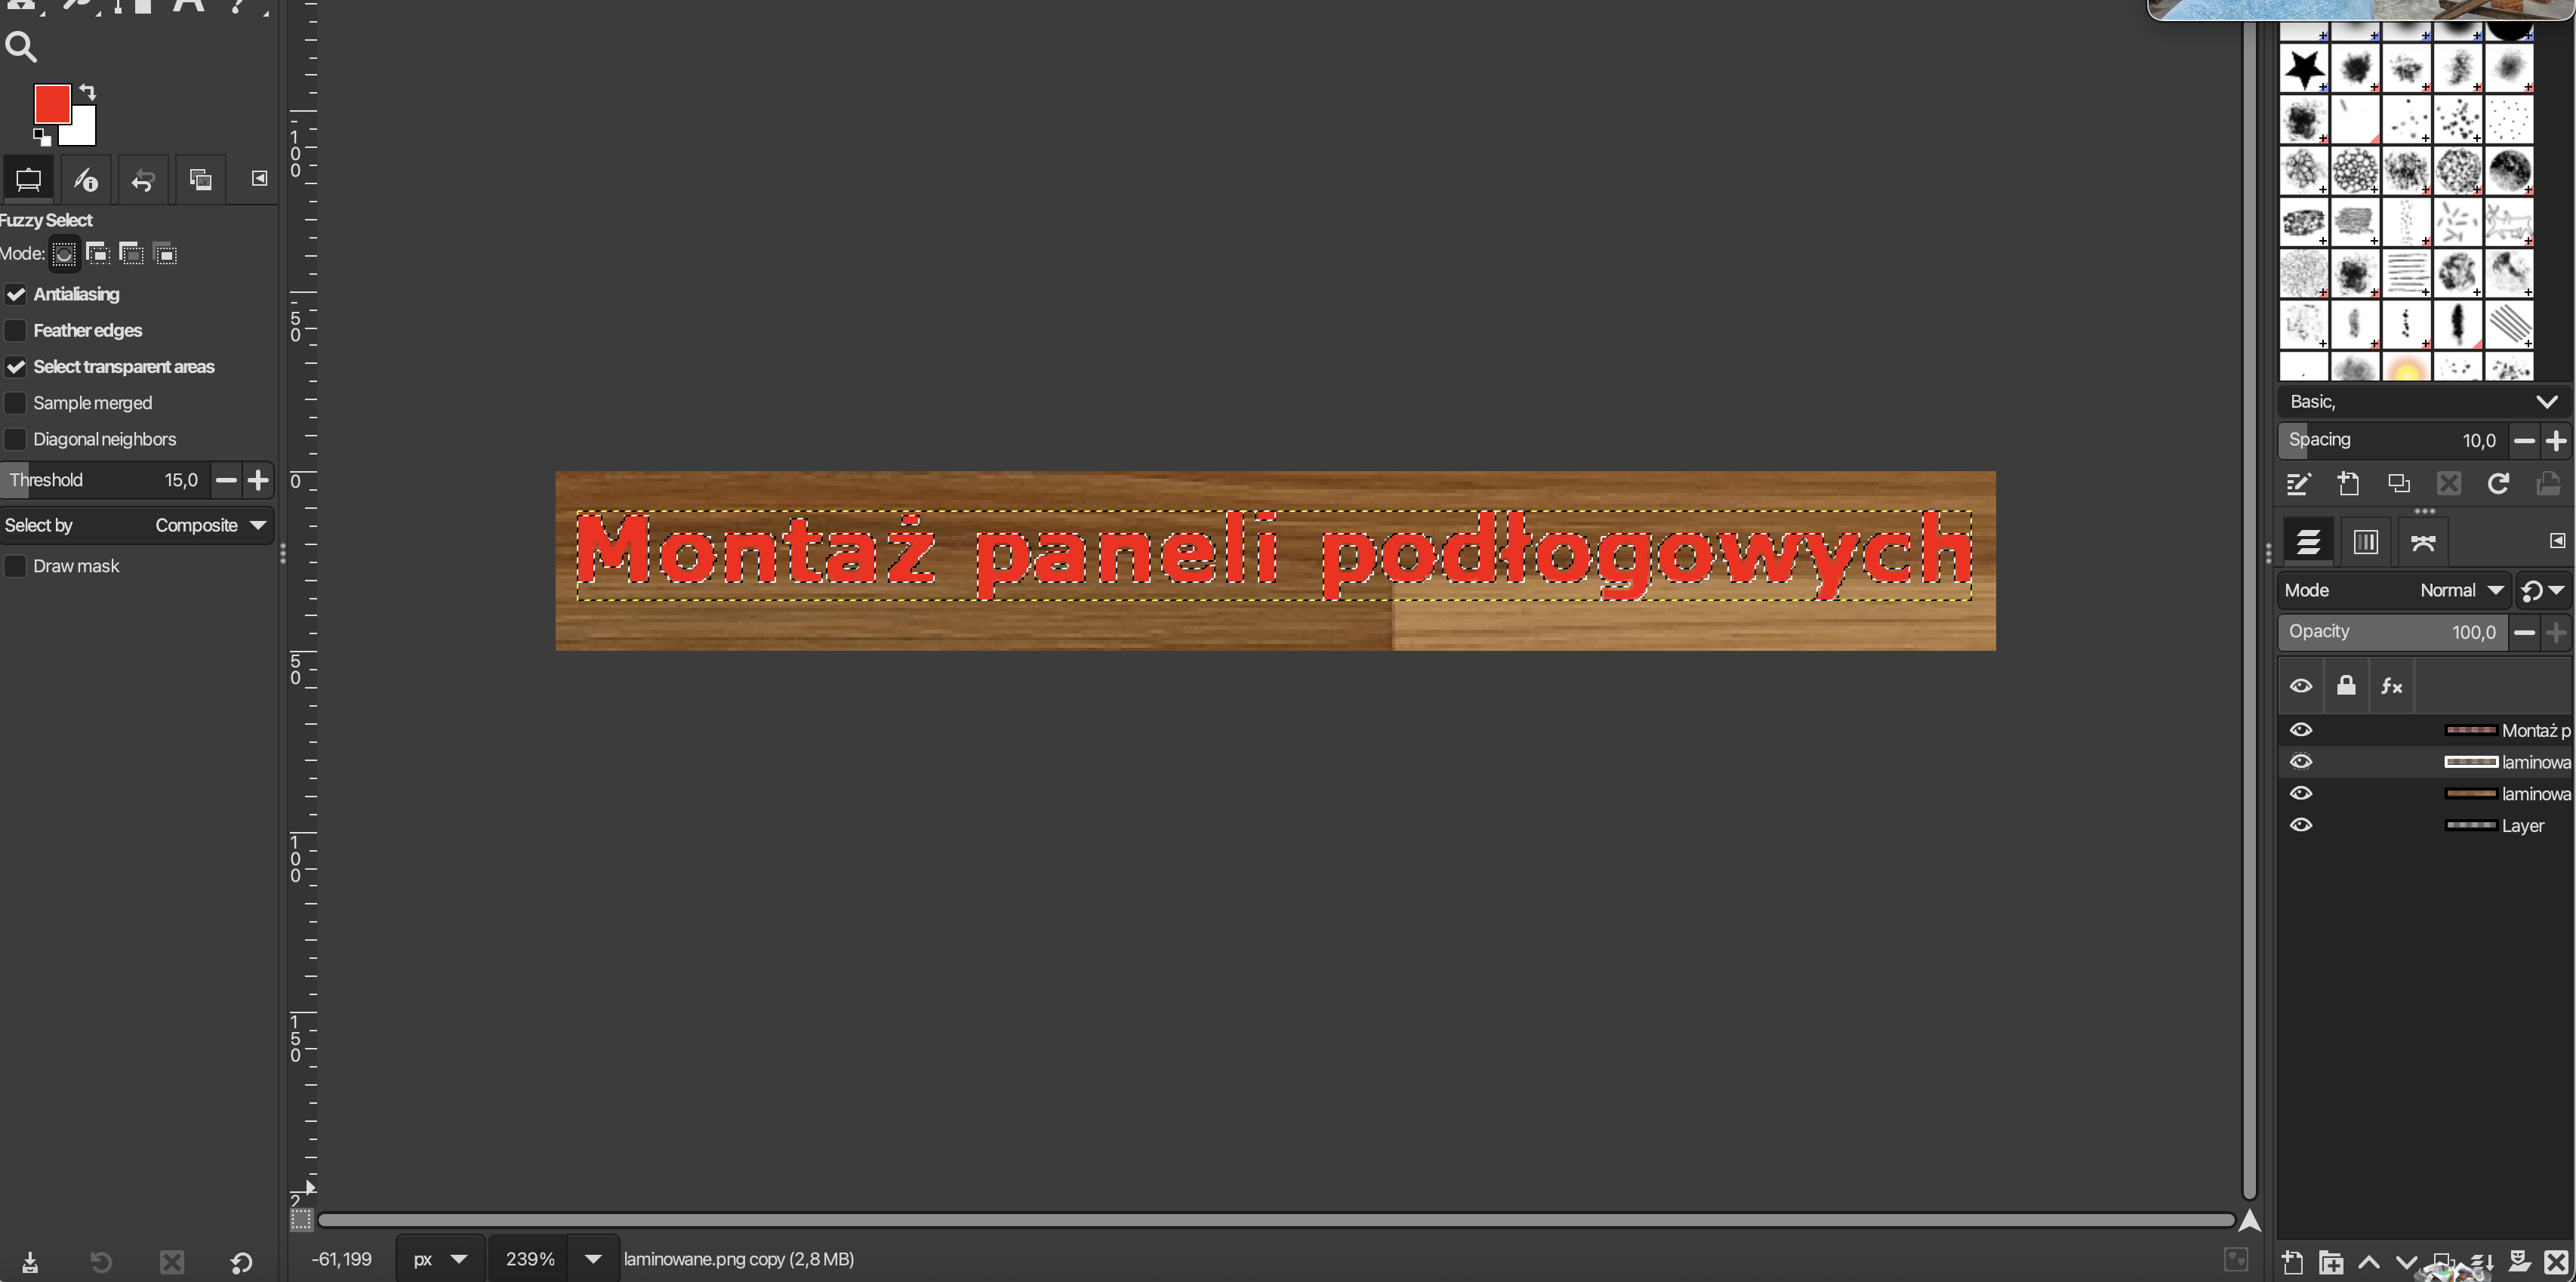 Fuzzy Select
Mode:
Antialiasing
Feather edges
Select transparent areas
Sample merged
Diagonal neighbors
Threshold 15,0
Select by Composite
Draw mask
-100
-50
0
50
100
150
2
Montaż paneli podłogowych
-61,199 px 239% laminowane.png copy (2,8 MB)
Basic,
Spacing 10,0
Mode Normal
Opacity 100,0
fx
Montaż p
laminowa
laminowa
Layer